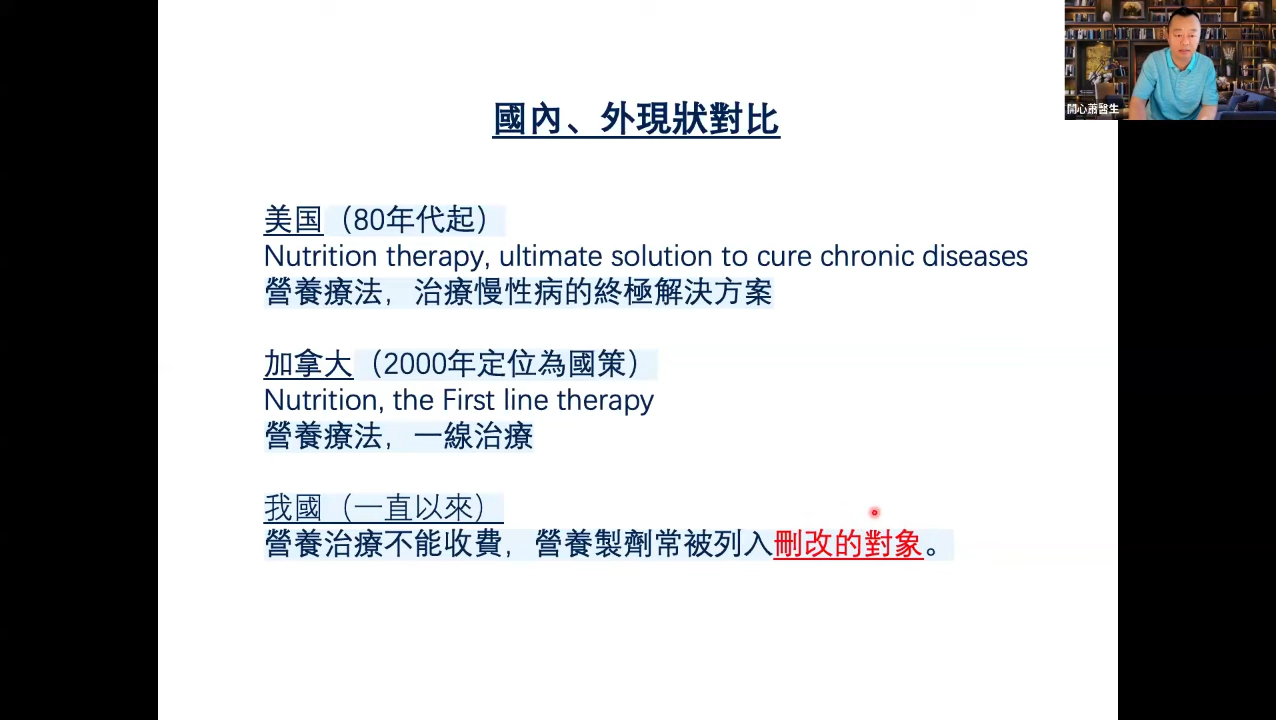 國內、外現狀對比
開心蕭醫生
美国（80年代起）
Nutrition therapy, ultimate solution to cure chronic diseases
營養療法，治療慢性病的終極解決方案
加拿大（2000年定位為國策）
Nutrition, the First line therapy
營養療法，一線治療
我國（一直以來）
營養治療不能收費，營養製劑常被列入刪改的對象。